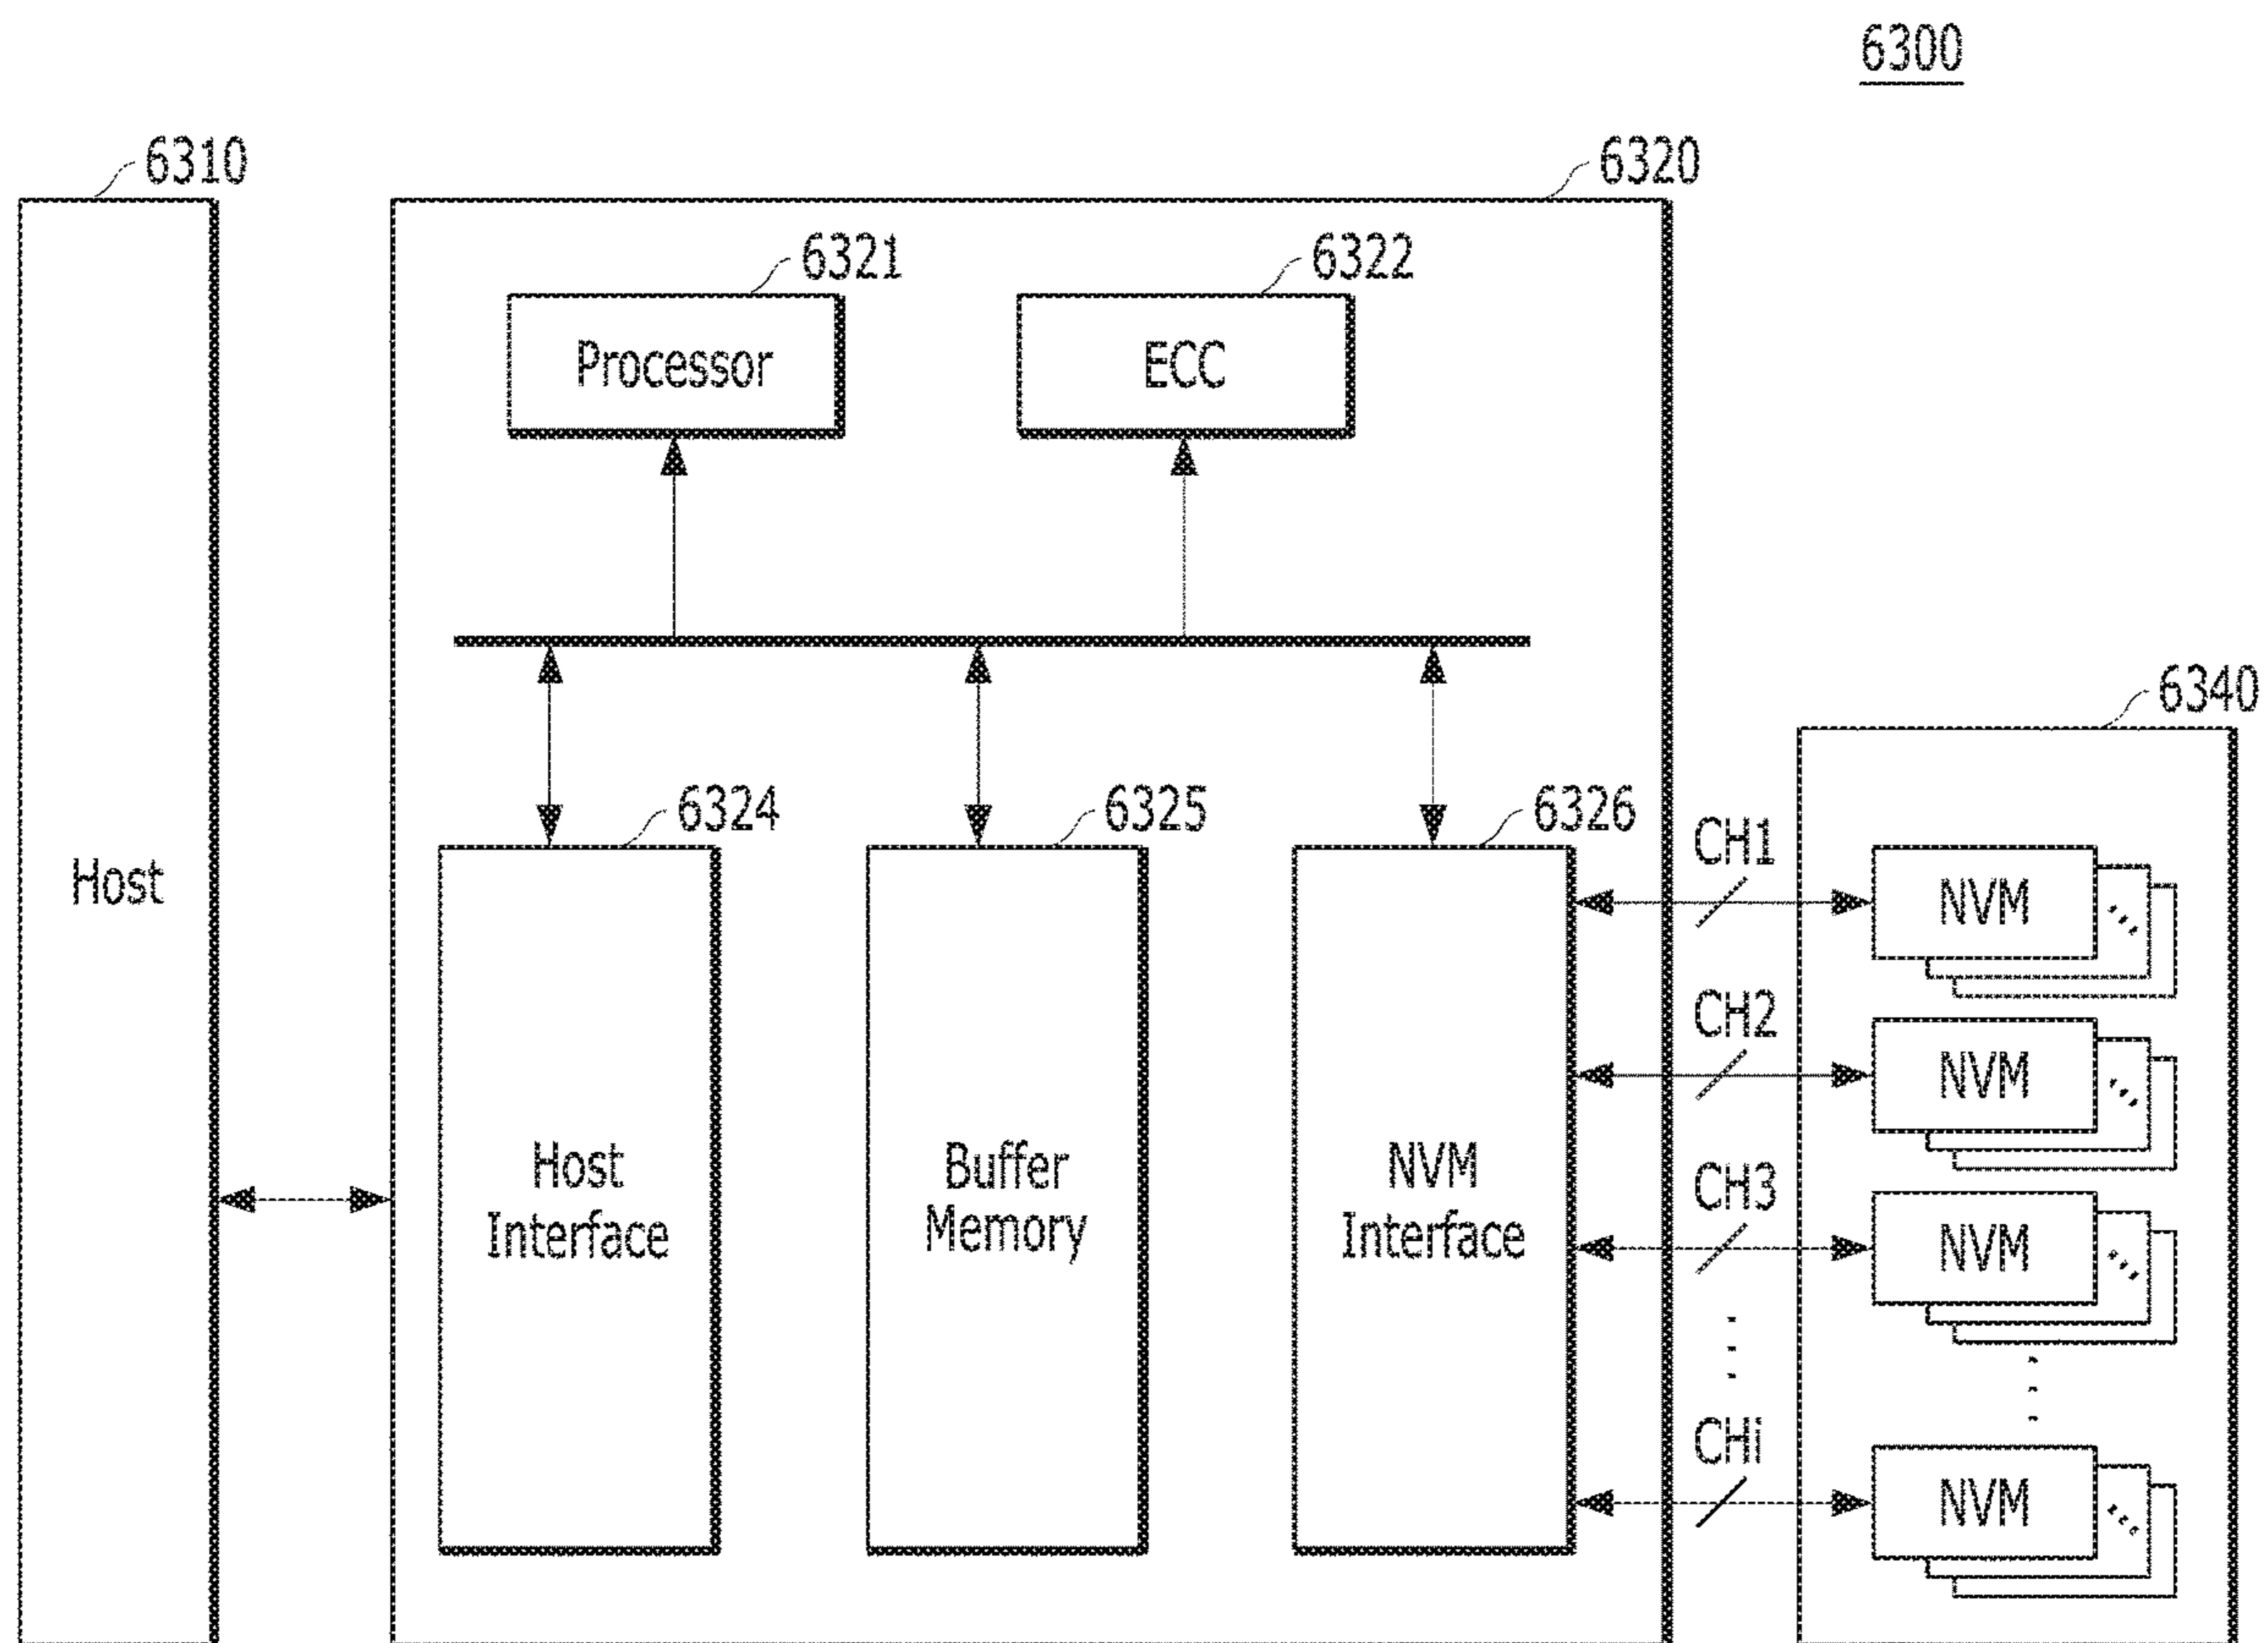 6300
6310
6320
6321
6322
Processor
ECC
6340
6324
6325
6326
CH1
Host
NVM
CH2
NVM
Host
Interface
Buffer
Memory
NVM
Interface
CH3
NVM
CHi
NVM